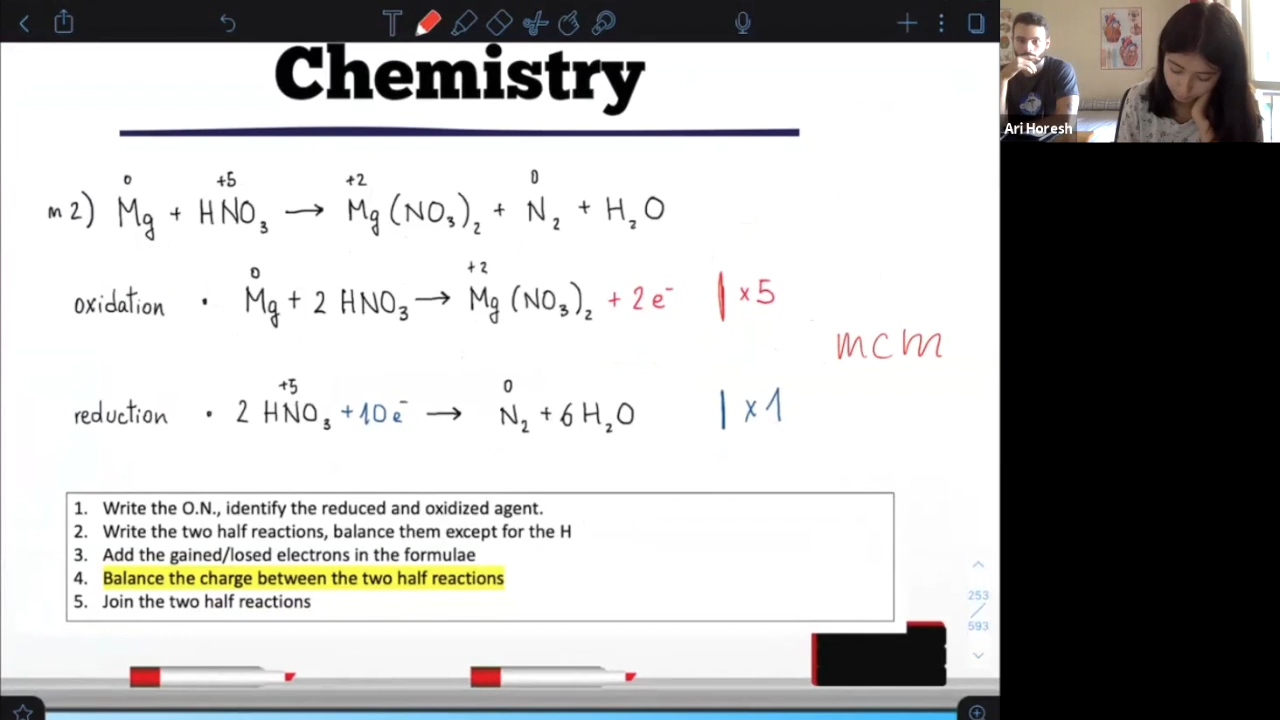 Chemistry
Ari Horesh
0 +5 +2 0
m 2) Mg + HNO₃ → Mg(NO₃)₂ + N₂ + H₂O
0 +2
oxidation • Mg + 2 HNO₃ → Mg(NO₃)₂ + 2e⁻ | ×5
mcm
+5 0
reduction • 2 HNO₃ +10e⁻ → N₂ + 6H₂O | ×1
1. Write the O.N., identify the reduced and oxidized agent.
2. Write the two half reactions, balance them except for the H
3. Add the gained/losed electrons in the formulae
4. Balance the charge between the two half reactions
5. Join the two half reactions
253
593